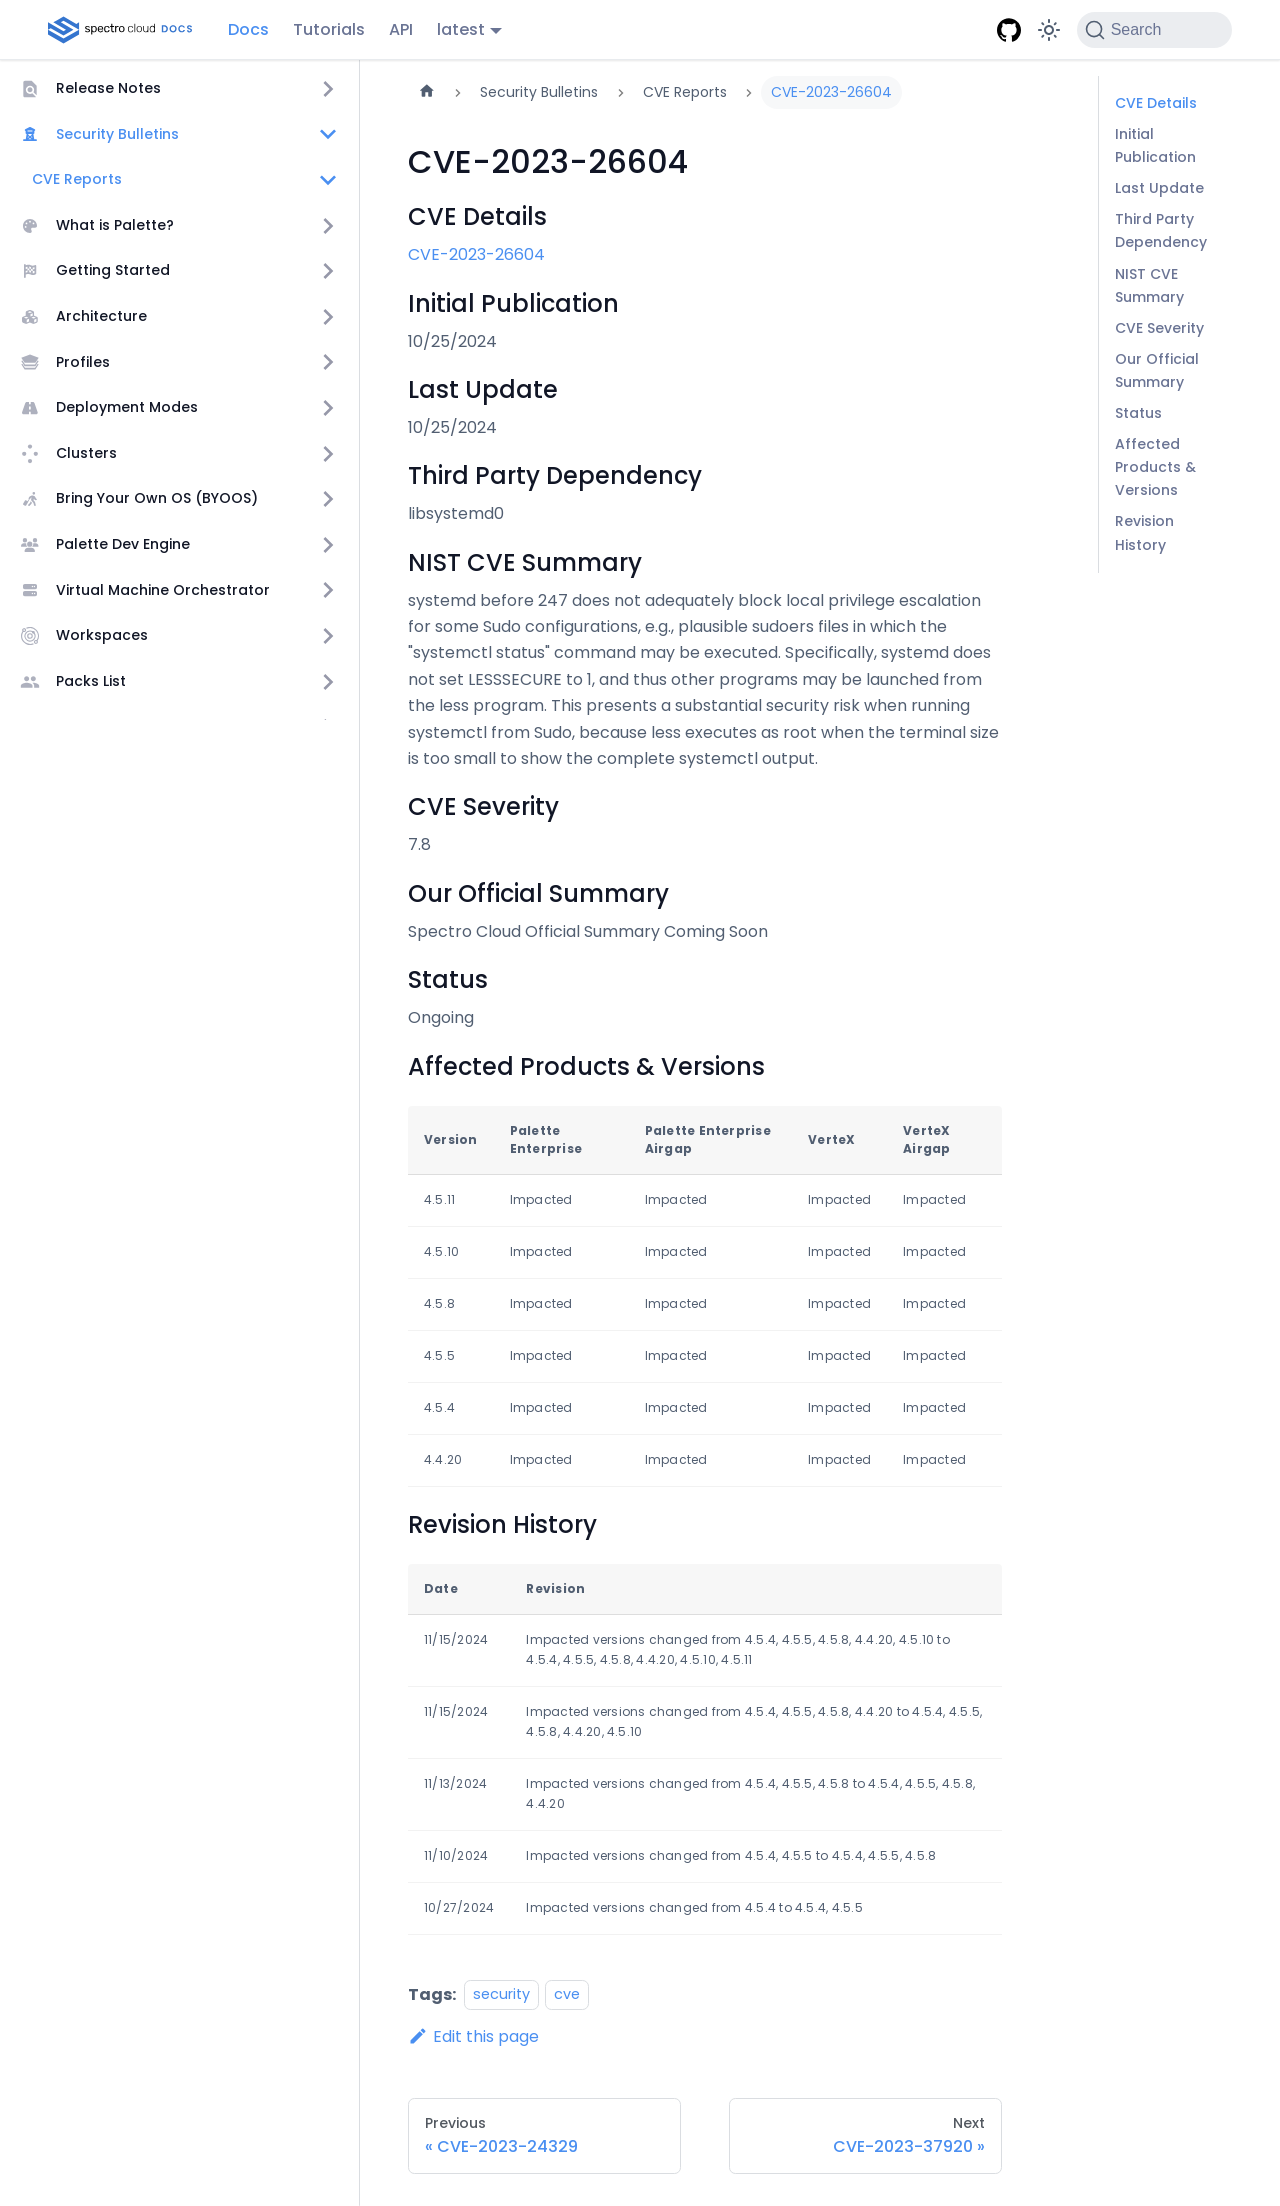 spectro cloud DOCS
Docs
Tutorials
API
latest
Search
Release Notes
Security Bulletins
CVE Reports
What is Palette?
Getting Started
Architecture
Profiles
Deployment Modes
Clusters
Bring Your Own OS (BYOOS)
Palette Dev Engine
Virtual Machine Orchestrator
Workspaces
Packs List
Security Bulletins
CVE Reports
CVE-2023-26604
CVE-2023-26604
CVE Details
CVE-2023-26604
Initial Publication
10/25/2024
Last Update
10/25/2024
Third Party Dependency
libsystemd0
NIST CVE Summary
systemd before 247 does not adequately block local privilege escalation
for some Sudo configurations, e.g., plausible sudoers files in which the
"systemctl status" command may be executed. Specifically, systemd does
not set LESSSECURE to 1, and thus other programs may be launched from
the less program. This presents a substantial security risk when running
systemctl from Sudo, because less executes as root when the terminal size
is too small to show the complete systemctl output.
CVE Severity
7.8
Our Official Summary
Spectro Cloud Official Summary Coming Soon
Status
Ongoing
Affected Products & Versions
Version Palette Enterprise Palette Enterprise Airgap VerteX VerteX Airgap
4.5.11 Impacted Impacted Impacted Impacted
4.5.10 Impacted Impacted Impacted Impacted
4.5.8 Impacted Impacted Impacted Impacted
4.5.5 Impacted Impacted Impacted Impacted
4.5.4 Impacted Impacted Impacted Impacted
4.4.20 Impacted Impacted Impacted Impacted
Revision History
Date Revision
11/15/2024 Impacted versions changed from 4.5.4, 4.5.5, 4.5.8, 4.4.20, 4.5.10 to
4.5.4, 4.5.5, 4.5.8, 4.4.20, 4.5.10, 4.5.11
11/15/2024 Impacted versions changed from 4.5.4, 4.5.5, 4.5.8, 4.4.20 to 4.5.4, 4.5.5,
4.5.8, 4.4.20, 4.5.10
11/13/2024 Impacted versions changed from 4.5.4, 4.5.5, 4.5.8 to 4.5.4, 4.5.5, 4.5.8,
4.4.20
11/10/2024 Impacted versions changed from 4.5.4, 4.5.5 to 4.5.4, 4.5.5, 4.5.8
10/27/2024 Impacted versions changed from 4.5.4 to 4.5.4, 4.5.5
Tags: security cve
Edit this page
Previous
« CVE-2023-24329
Next
CVE-2023-37920 »
CVE Details
Initial
Publication
Last Update
Third Party
Dependency
NIST CVE
Summary
CVE Severity
Our Official
Summary
Status
Affected
Products &
Versions
Revision
History